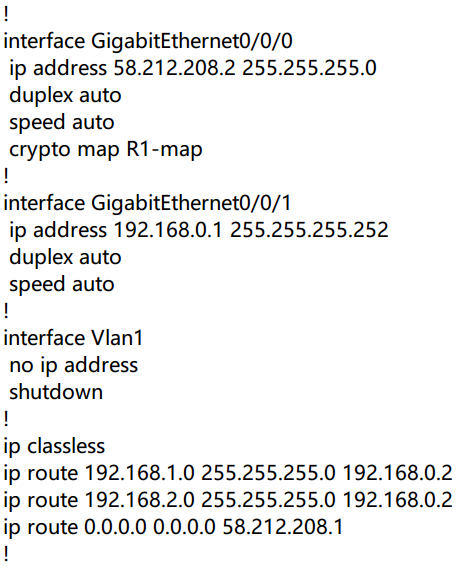 !
interface GigabitEthernet0/0/0
 ip address 58.212.208.2 255.255.255.0
 duplex auto
 speed auto
 crypto map R1-map
!
interface GigabitEthernet0/0/1
 ip address 192.168.0.1 255.255.255.252
 duplex auto
 speed auto
!
interface Vlan1
 no ip address
 shutdown
!
ip classless
ip route 192.168.1.0 255.255.255.0 192.168.0.2
ip route 192.168.2.0 255.255.255.0 192.168.0.2
ip route 0.0.0.0 0.0.0.0 58.212.208.1
!